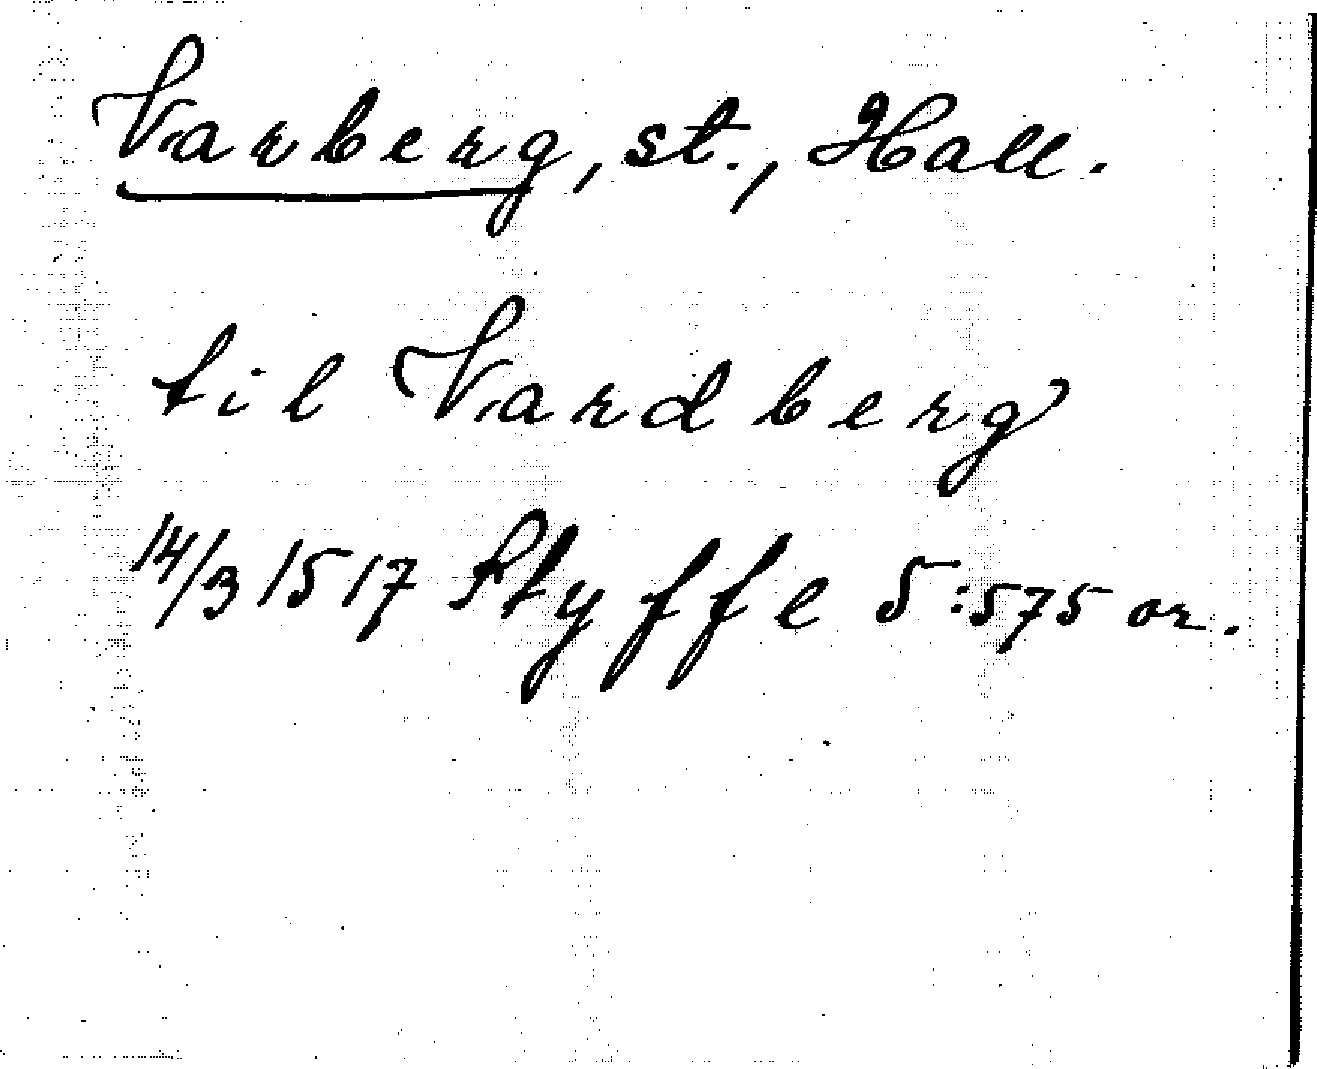 Varberg, st., Hall.
til Vardberg
14/3 1517 Styffe 5:575 or.